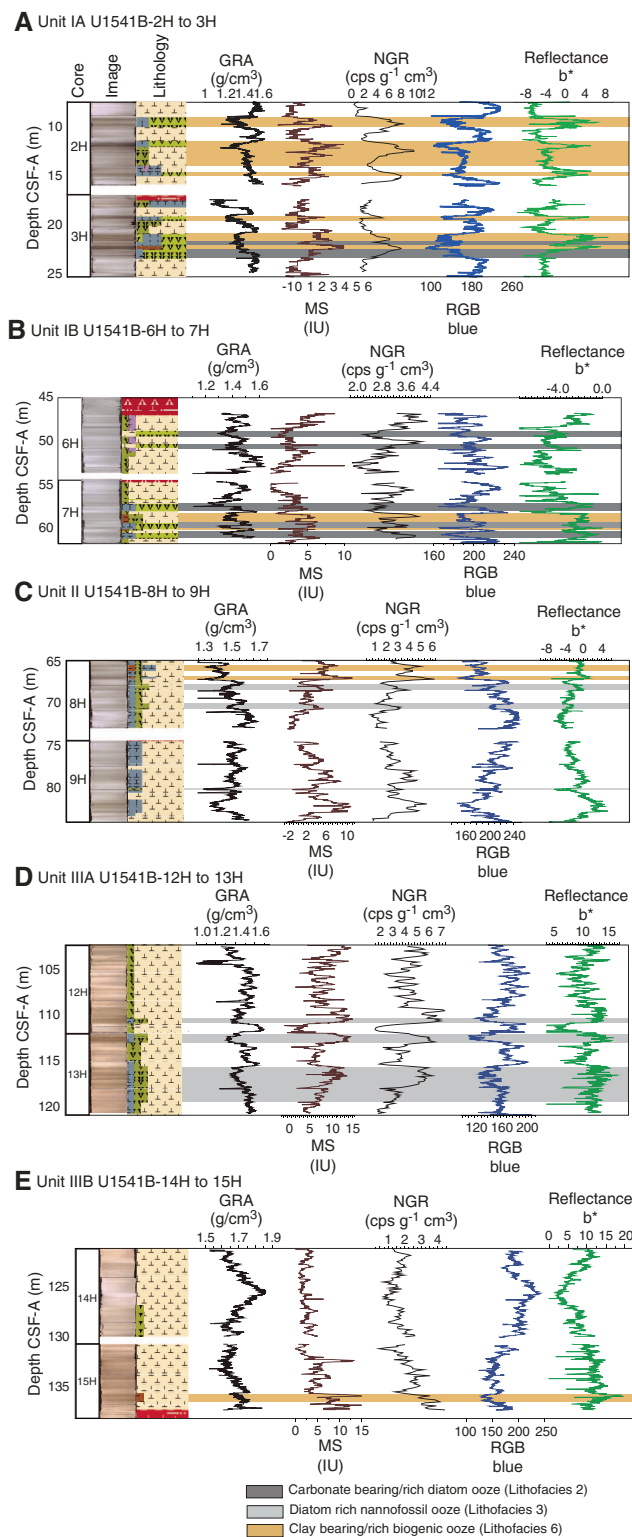 A Unit IA U1541B-2H to 3H
Core
Image
Lithology
GRA
(g/cm³)
1 1.2 1.4 1.6
NGR
(cps g⁻¹ cm³)
0 2 4 6 8 10 12
Reflectance
b*
-8 -4 0 4 8
Depth CSF-A (m)
10
15
20
25
2H
3H
-1 0 1 2 3 4 5 6
MS
(IU)
100 180 260
RGB
blue
B Unit IB U1541B-6H to 7H
GRA
(g/cm³)
1.2 1.4 1.6
NGR
(cps g⁻¹ cm³)
2.0 2.8 3.6 4.4
Reflectance
b*
-4.0 0.0
Depth CSF-A (m)
45
50
55
60
6H
7H
0 5 10
MS
(IU)
160 200 240
RGB
blue
C Unit II U1541B-8H to 9H
GRA
(g/cm³)
1.3 1.5 1.7
NGR
(cps g⁻¹ cm³)
1 2 3 4 5 6
Reflectance
b*
-8 -4 0 4
Depth CSF-A (m)
65
70
75
80
8H
9H
-2 2 6 10
MS
(IU)
160 200 240
RGB
blue
D Unit IIIA U1541B-12H to 13H
GRA
(g/cm³)
1.0 1.2 1.4 1.6
NGR
(cps g⁻¹ cm³)
2 3 4 5 6 7
Reflectance
b*
5 10 15
Depth CSF-A (m)
105
110
115
120
12H
13H
0 5 10 15
MS
(IU)
120 160 200
RGB
blue
E Unit IIIB U1541B-14H to 15H
GRA
(g/cm³)
1.5 1.7 1.9
NGR
(cps g⁻¹ cm³)
1 2 3 4
Reflectance
b*
0 5 10 15 20
Depth CSF-A (m)
125
130
135
14H
15H
0 5 10 15
MS
(IU)
100 150 200 250
RGB
blue
Carbonate bearing/rich diatom ooze (Lithofacies 2)
Diatom rich nannofossil ooze (Lithofacies 3)
Clay bearing/rich biogenic ooze (Lithofacies 6)